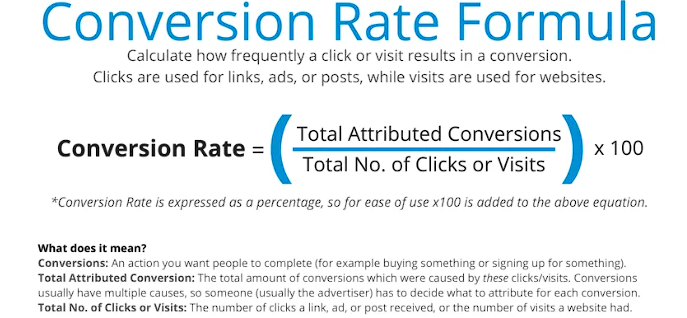 Conversion Rate Formula
Calculate how frequently a click or visit results in a conversion.
Clicks are used for links, ads, or posts, while visits are used for websites.
Conversion Rate = ( Total Attributed Conversions
Total No. of Clicks or Visits ) x 100
*Conversion Rate is expressed as a percentage, so for ease of use x100 is added to the above equation.
What does it mean?
Conversions: An action you want people to complete (for example buying something or signing up for something).
Total Attributed Conversion: The total amount of conversions which were caused by these clicks/visits. Conversions
usually have multiple causes, so someone (usually the advertiser) has to decide what to attribute for each conversion.
Total No. of Clicks or Visits: The number of clicks a link, ad, or post received, or the number of visits a website had.